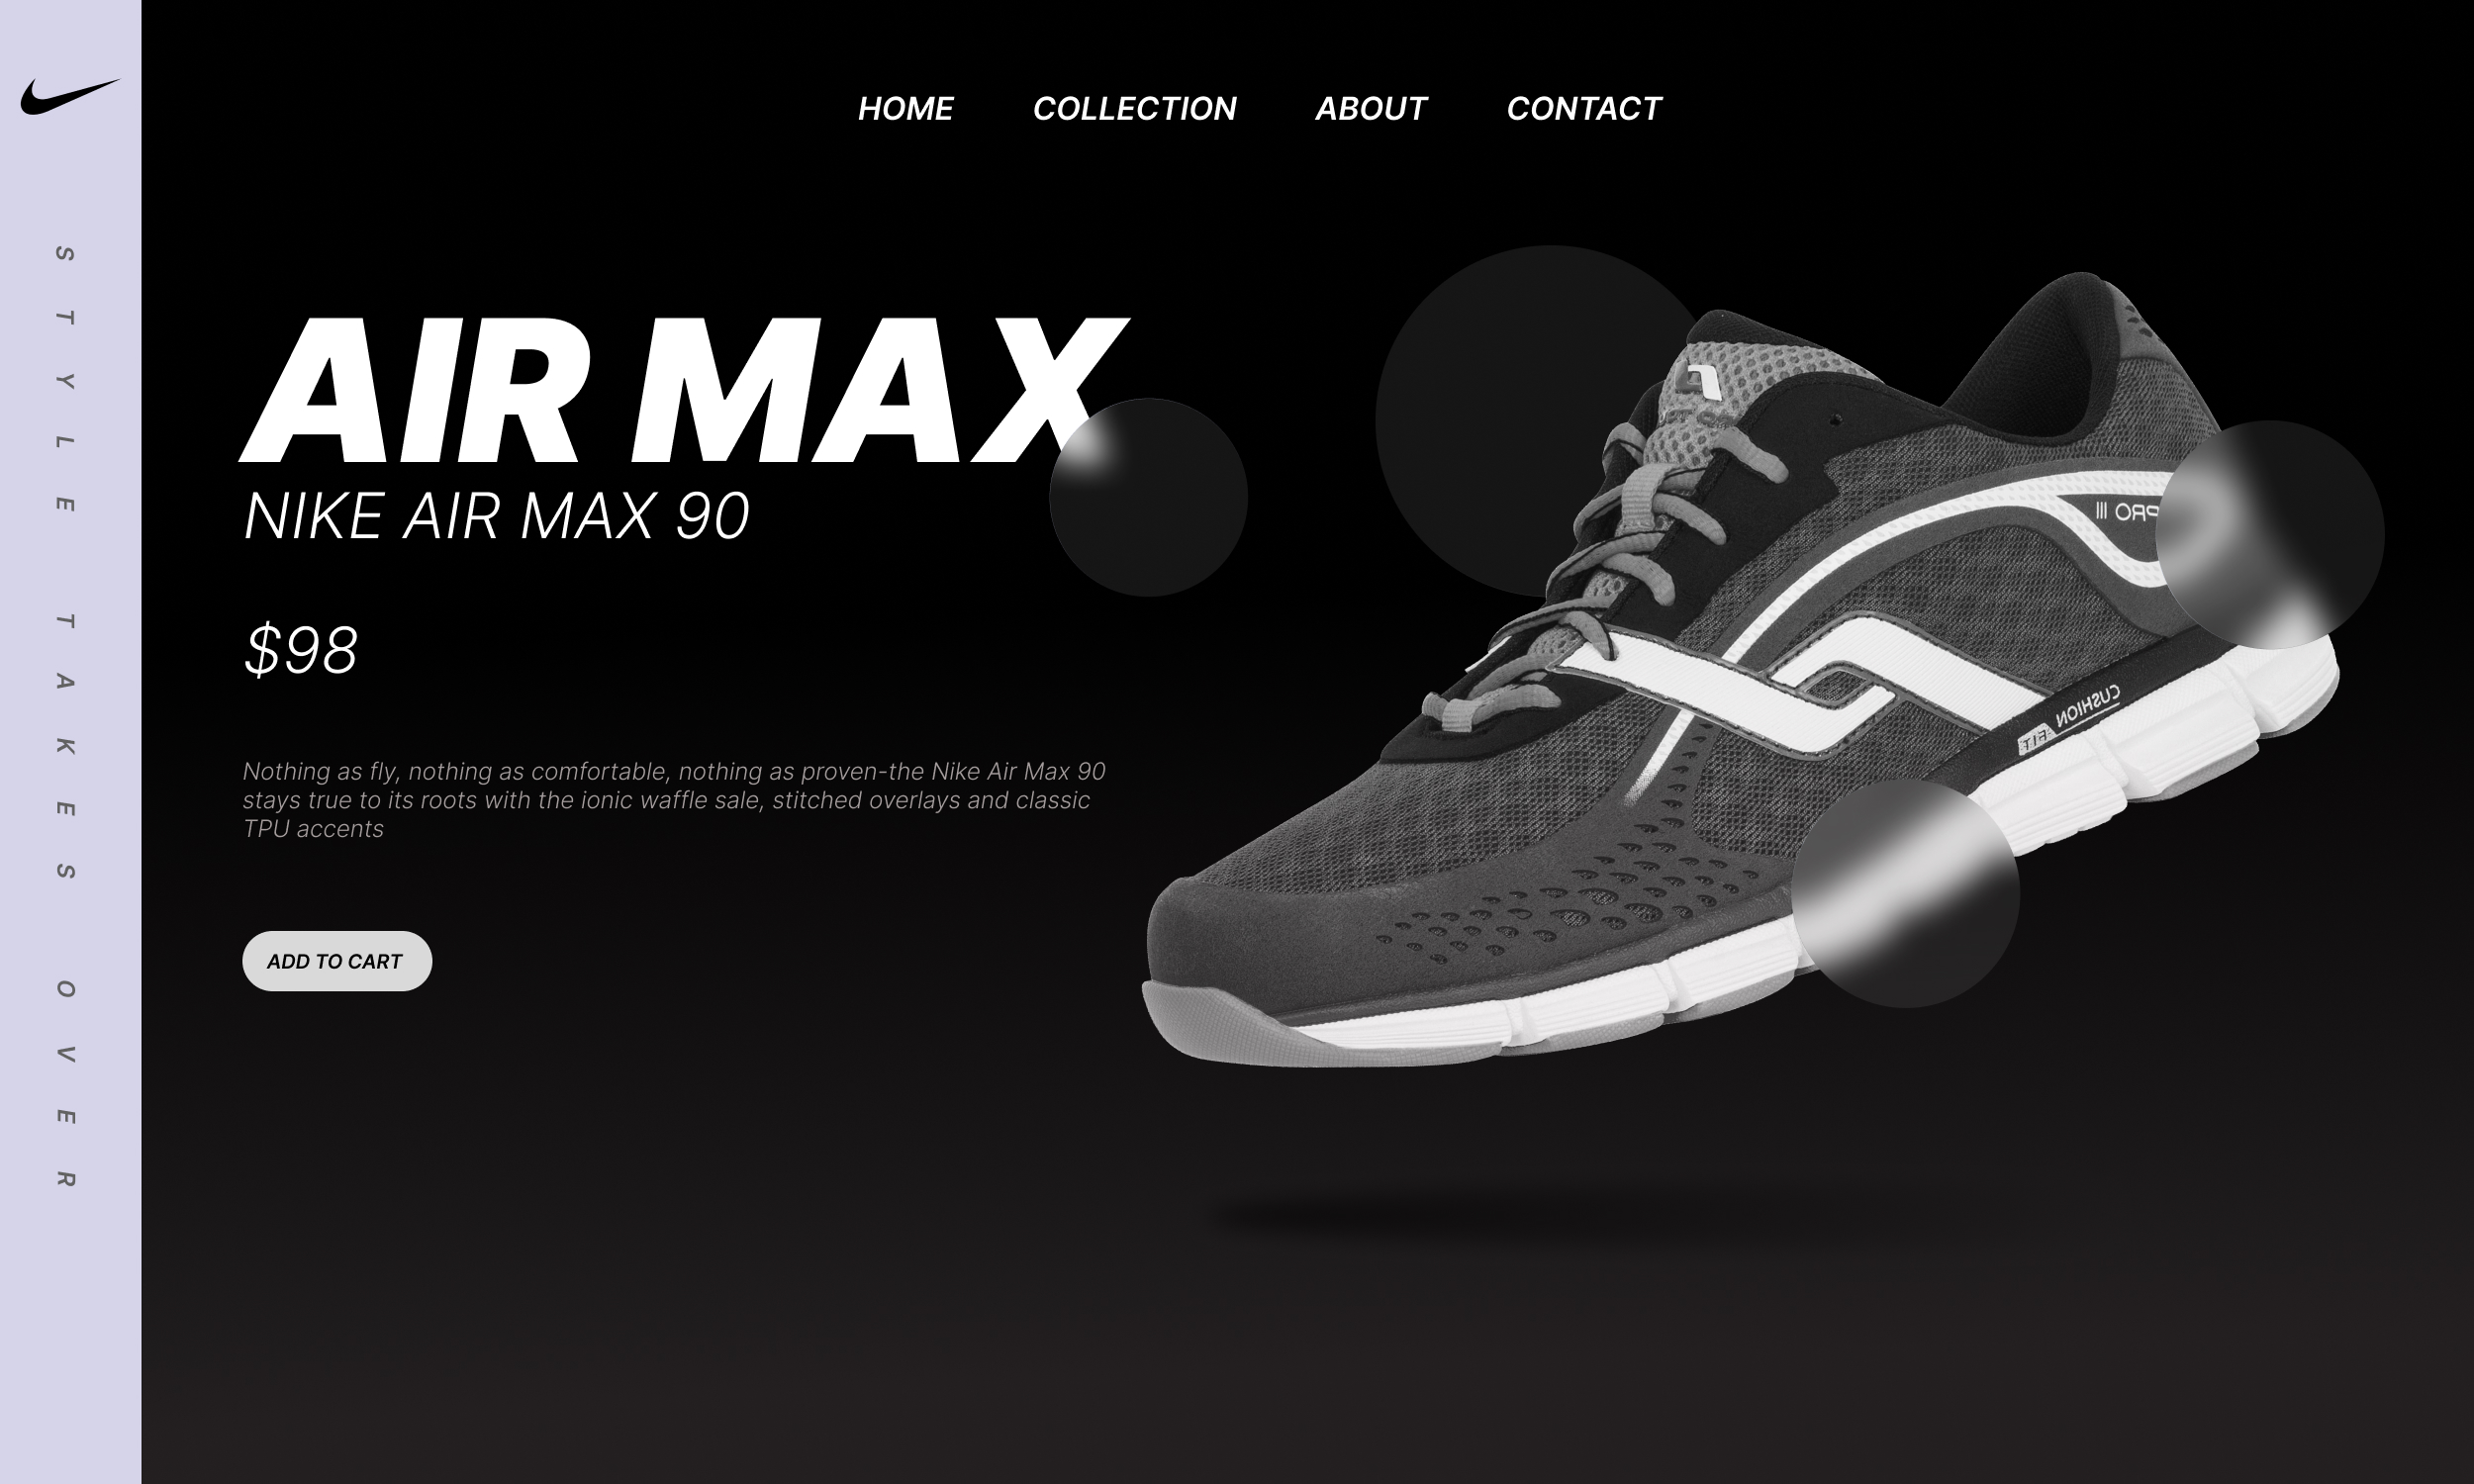 HOME COLLECTION ABOUT CONTACT
STYLE TAKES OVER
AIR MAX
NIKE AIR MAX 90
$98
Nothing as fly, nothing as comfortable, nothing as proven-the Nike Air Max 90
stays true to its roots with the ionic waffle sale, stitched overlays and classic
TPU accents
ADD TO CART
PRO III
CUSHION
FIT